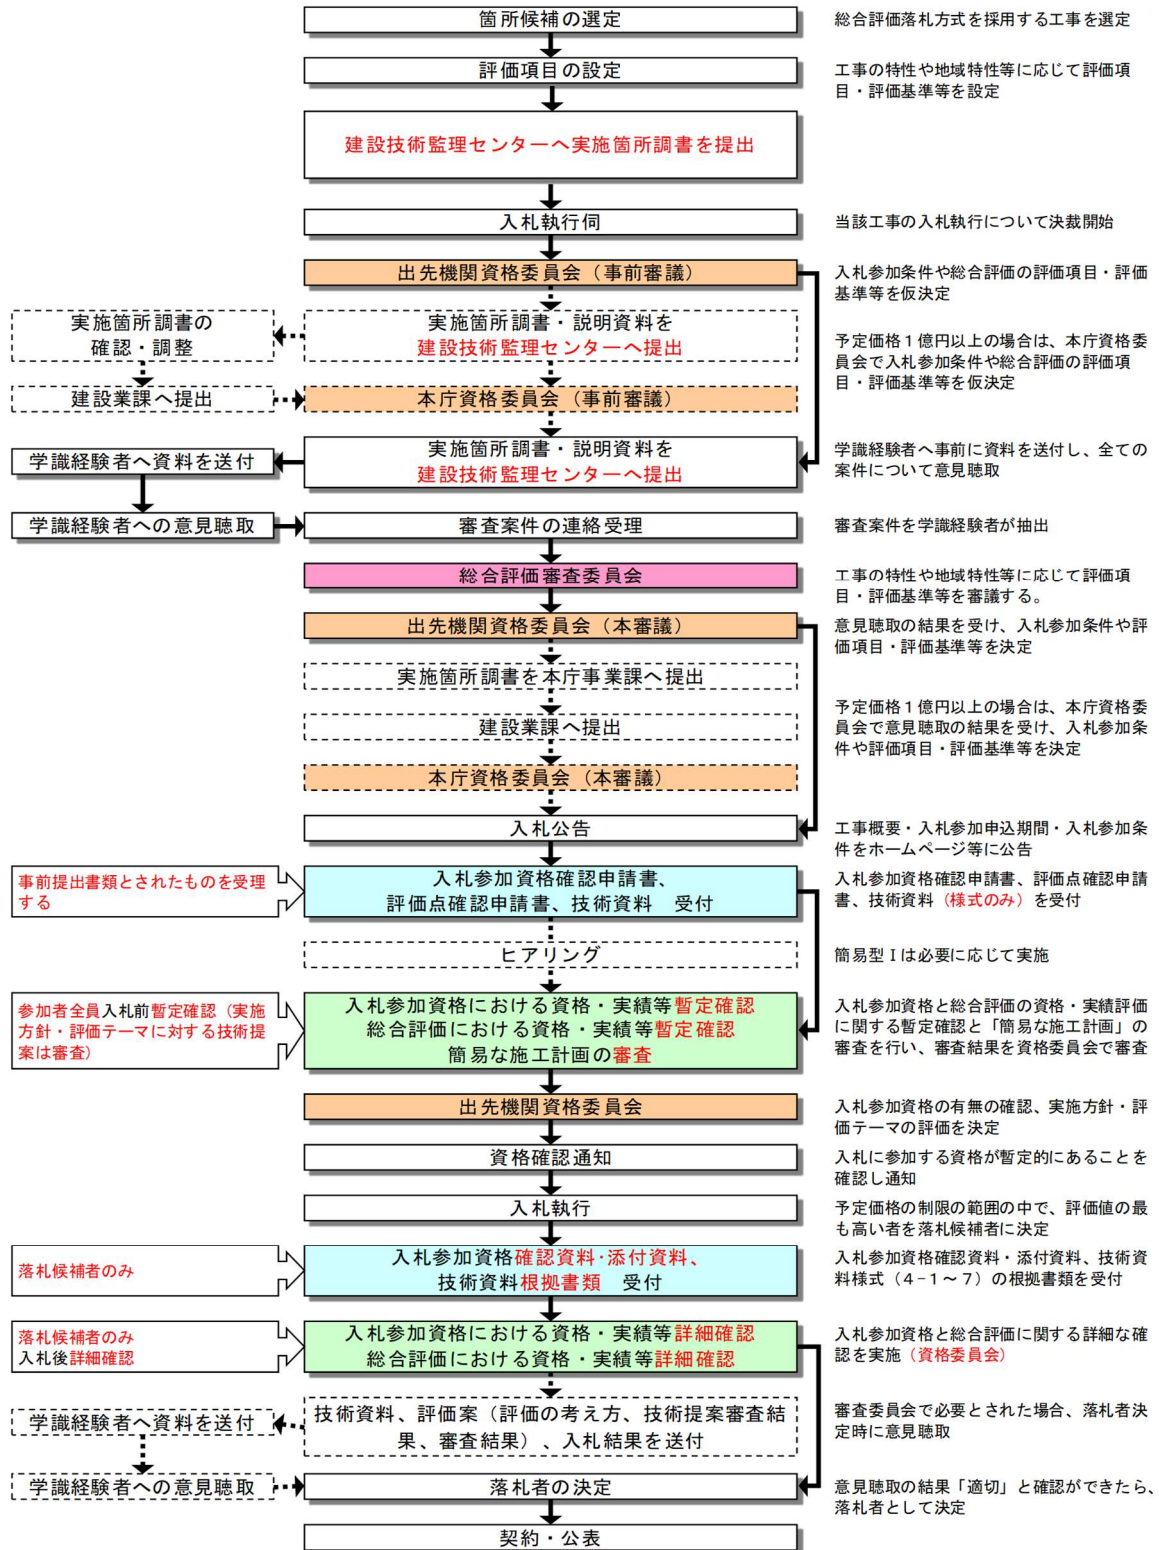 箇所候補の選定
総合評価落札方式を採用する工事を選定
評価項目の設定
工事の特性や地域特性等に応じて評価項
目・評価基準等を設定
建設技術監理センターへ実施箇所調書を提出
入札執行伺
当該工事の入札執行について決裁開始
出先機関資格委員会（事前審議）
入札参加条件や総合評価の評価項目・評価
基準等を仮決定
実施箇所調書の
確認・調整
実施箇所調書・説明資料を
建設技術監理センターへ提出
予定価格１億円以上の場合は、本庁資格委
員会で入札参加条件や総合評価の評価項
目・評価基準等を仮決定
建設業課へ提出
本庁資格委員会（事前審議）
学識経験者へ資料を送付
実施箇所調書・説明資料を
建設技術監理センターへ提出
学識経験者へ事前に資料を送付し、全ての
案件について意見聴取
学識経験者への意見聴取
審査案件の連絡受理
審査案件を学識経験者が抽出
総合評価審査委員会
工事の特性や地域特性等に応じて評価項
目・評価基準等を審議する。
出先機関資格委員会（本審議）
意見聴取の結果を受け、入札参加条件や評
価項目・評価基準等を決定
実施箇所調書を本庁事業課へ提出
建設業課へ提出
予定価格１億円以上の場合は、本庁資格委
員会で意見聴取の結果を受け、入札参加条
件や評価項目・評価基準等を決定
本庁資格委員会（本審議）
入札公告
工事概要・入札参加申込期間・入札参加条
件をホームページ等に公告
事前提出書類とされたものを受理
する
入札参加資格確認申請書、
評価点確認申請書、技術資料　受付
入札参加資格確認申請書、評価点確認申請
書、技術資料（様式のみ）を受付
ヒアリング
簡易型Ⅰは必要に応じて実施
参加者全員入札前暫定確認（実施
方針・評価テーマに対する技術提
案は審査）
入札参加資格における資格・実績等暫定確認
総合評価における資格・実績等暫定確認
簡易な施工計画の審査
入札参加資格と総合評価の資格・実績評価
に関する暫定確認と「簡易な施工計画」の
審査を行い、審査結果を資格委員会で審査
出先機関資格委員会
入札参加資格の有無の確認、実施方針・評
価テーマの評価を決定
資格確認通知
入札に参加する資格が暫定的にあることを
確認し通知
入札執行
予定価格の制限の範囲の中で、評価値の最
も高い者を落札候補者に決定
落札候補者のみ
入札参加資格確認資料・添付資料、
技術資料根拠書類　受付
入札参加資格確認資料・添付資料、技術資
料様式（４-１～７）の根拠書類を受付
落札候補者のみ
入札後詳細確認
入札参加資格における資格・実績等詳細確認
総合評価における資格・実績等詳細確認
入札参加資格と総合評価に関する詳細な確
認を実施（資格委員会）
学識経験者へ資料を送付
技術資料、評価案（評価の考え方、技術提案審査結
果、審査結果）、入札結果を送付
審査委員会で必要とされた場合、落札者決
定時に意見聴取
学識経験者への意見聴取
落札者の決定
意見聴取の結果「適切」と確認ができたら、
落札者として決定
契約・公表